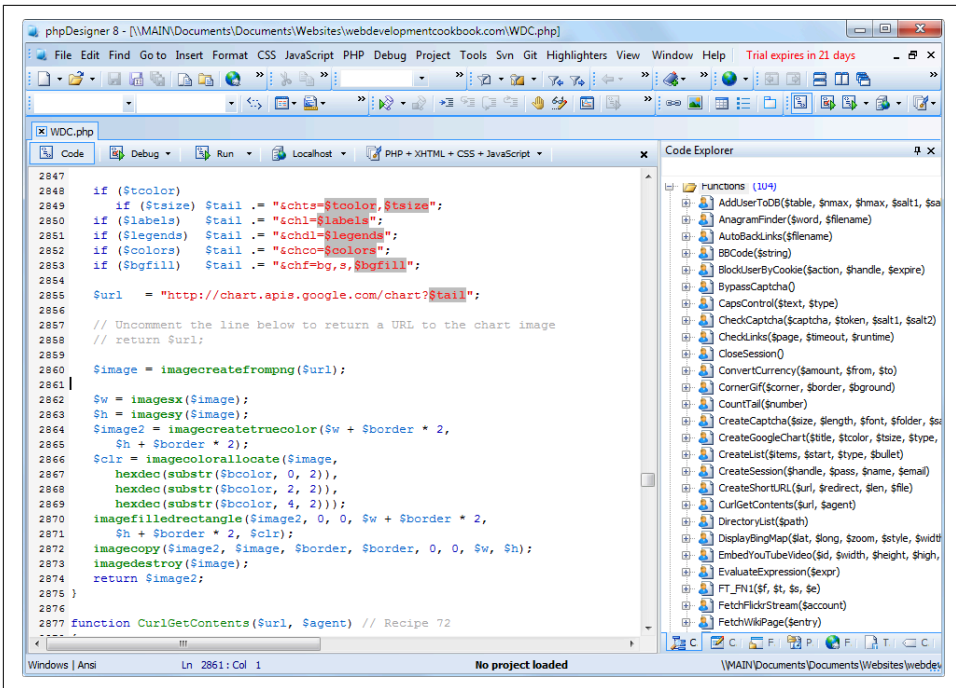 phpDesigner 8 - [\\MAIN\Documents\Documents\Websites\webdevelopmentcookbook.com\WDC.php]
File Edit Find Go to Insert Format CSS JavaScript PHP Debug Project Tools Svn Git Highlighters View Window Help Trial expires in 21 days
WDC.php
Code Debug Run Localhost PHP + XHTML + CSS + JavaScript
2847
2848 if ($tcolor)
2849 if ($tsize) $tail .= "&chts=$tcolor,$tsize";
2850 if ($labels) $tail .= "&chl=$labels";
2851 if ($legends) $tail .= "&chdl=$legends";
2852 if ($colors) $tail .= "&chco=$colors";
2853 if ($bgfill) $tail .= "&chf=bg,s,$bgfill";
2854
2855 $url = "http://chart.apis.google.com/chart?$tail";
2856
2857 // Uncomment the line below to return a URL to the chart image
2858 // return $url;
2859
2860 $image = imagecreatefrompng($url);
2861
2862 $w = imagesx($image);
2863 $h = imagesy($image);
2864 $image2 = imagecreatetruecolor($w + $border * 2,
2865 $h + $border * 2);
2866 $clr = imagecolorallocate($image,
2867 hexdec(substr($bcolor, 0, 2)),
2868 hexdec(substr($bcolor, 2, 2)),
2869 hexdec(substr($bcolor, 4, 2)));
2870 imagefilledrectangle($image2, 0, 0, $w + $border * 2,
2871 $h + $border * 2, $clr);
2872 imagecopy($image2, $image, $border, $border, 0, 0, $w, $h);
2873 imagedestroy($image);
2874 return $image2;
2875 }
2876
2877 function CurlGetContents($url, $agent) // Recipe 72
Code Explorer
Functions (104)
AddUserToDB($table, $nmax, $hmax, $salt1, $sa
AnagramFinder($word, $filename)
AutoBackLinks($filename)
BBCode($string)
BlockUserByCookie($action, $handle, $expire)
BypassCaptcha()
CapsControl($text, $type)
CheckCaptcha($captcha, $token, $salt1, $salt2)
CheckLinks($page, $timeout, $runtime)
CloseSession()
ConvertCurrency($amount, $from, $to)
CornerGif($corner, $border, $bground)
CountTail($number)
CreateCaptcha($size, $length, $font, $folder, $sa
CreateGoogleChart($title, $tcolor, $tsize, $type,
CreateList($items, $start, $type, $bullet)
CreateSession($handle, $pass, $name, $email)
CreateShortURL($url, $redirect, $len, $file)
CurlGetContents($url, $agent)
DirectoryList($path)
DisplayBingMap($lat, $long, $zoom, $style, $width
EmbedYouTubeVideo($id, $width, $height, $high,
EvaluateExpression($expr)
FT_FN1($f, $t, $s, $e)
FetchFlickrStream($account)
FetchWikiPage($entry)
C C F P F T C
Windows | Ansi Ln 2861 : Col 1 No project loaded \\MAIN\Documents\Documents\Websites\webdev